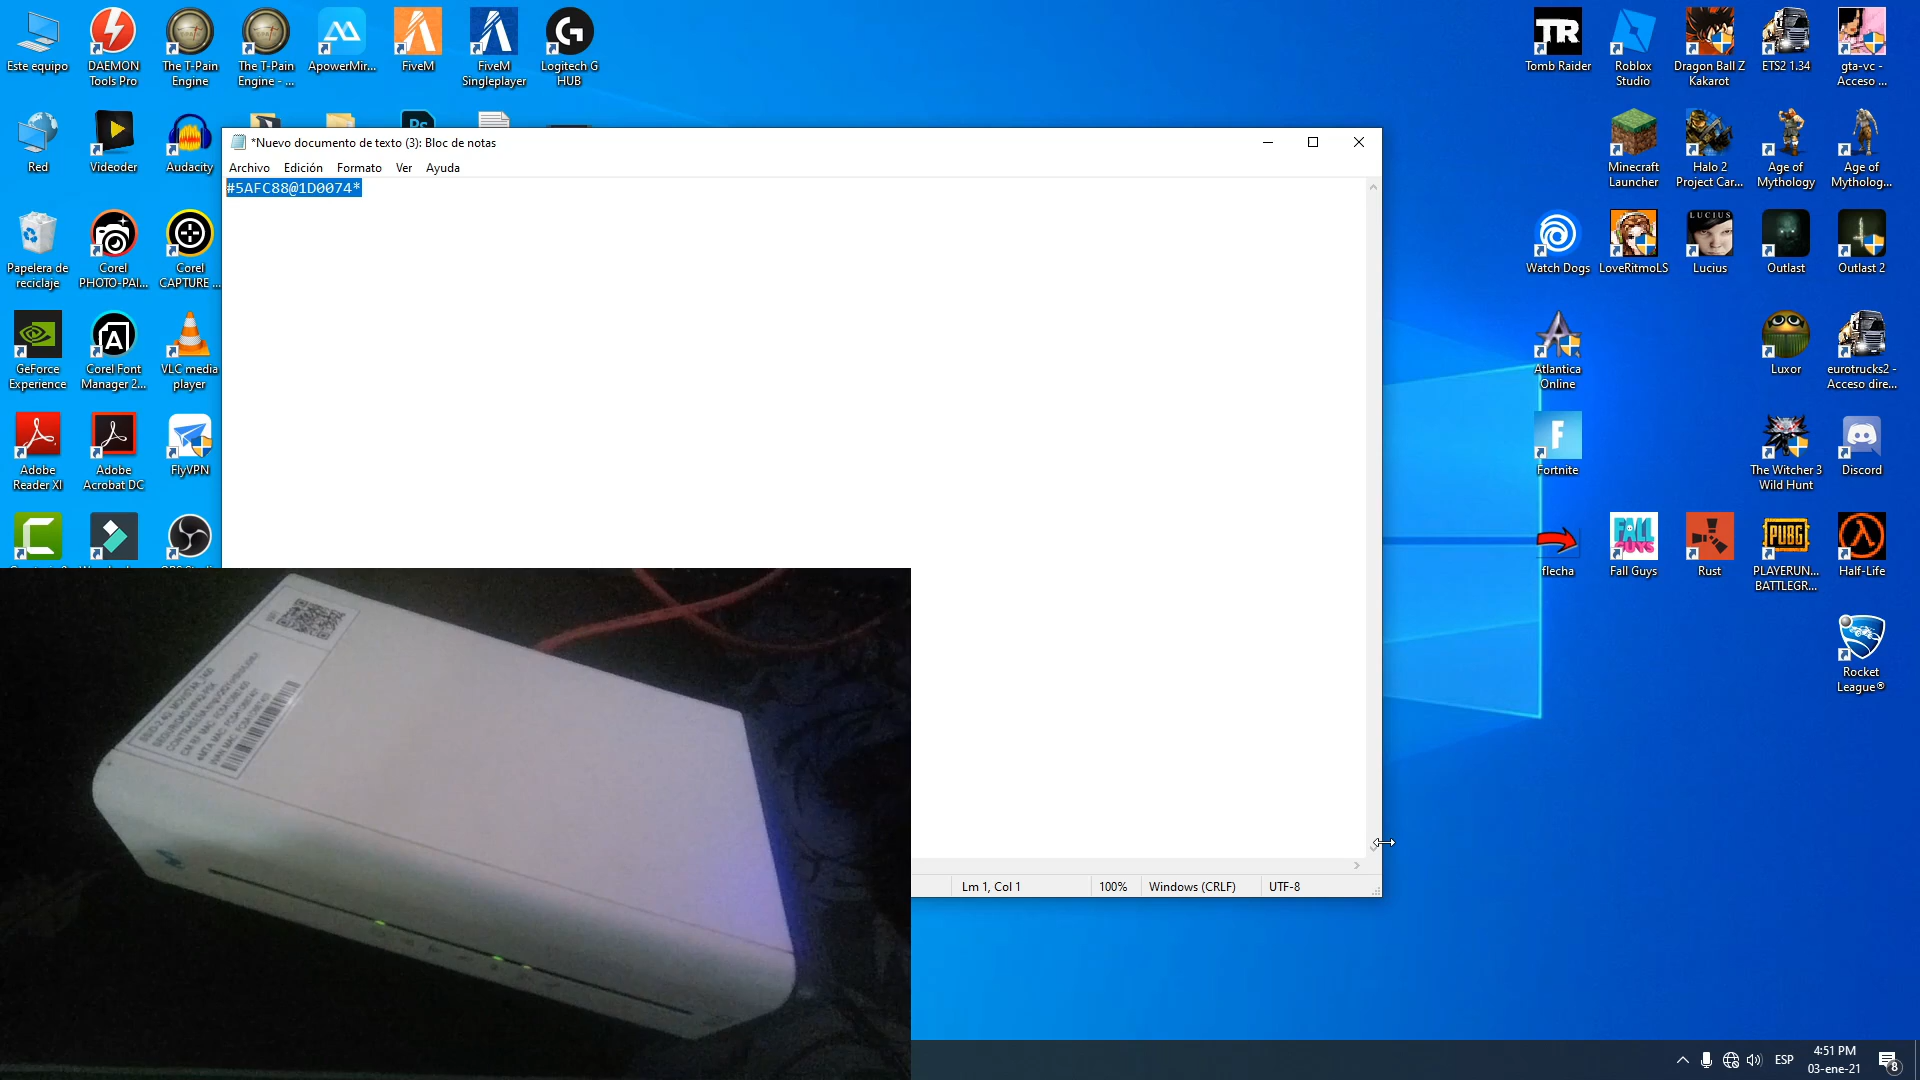 Este equipo
DAEMON Tools Pro
The T-Pain Engine
The T-Pain Engine - ...
ApowerMir...
FiveM
FiveM Singleplayer
Logitech G HUB
Tomb Raider
Roblox Studio
Dragon Ball Z Kakarot
ETS2 1.34
gta-vc - Acceso ...
Red
Videoder
Audacity
Minecraft Launcher
Halo 2 Project Car...
Age of Mythology
Age of Mytholog...
*Nuevo documento de texto (3): Bloc de notas
Archivo Edición Formato Ver Ayuda
#5AFC88@1D0074*
Papelera de reciclaje
Corel PHOTO-PAI...
Corel CAPTURE ...
Watch Dogs
LoveRitmoLS
LUCIUS
Lucius
Outlast
Outlast 2
GeForce Experience
Corel Font Manager 2...
VLC media player
Atlantica Online
Luxor
eurotrucks2 - Acceso dire...
Adobe Reader XI
Adobe Acrobat DC
FlyVPN
Fortnite
The Witcher 3 Wild Hunt
Discord
flecha
FALL GUYS
Fall Guys
Rust
PUBG
PLAYERUN... BATTLEGR...
Half-Life
Rocket League®
Lm 1, Col 1
100%
Windows (CRLF)
UTF-8
ESP
4:51 PM
03-ene-21
8